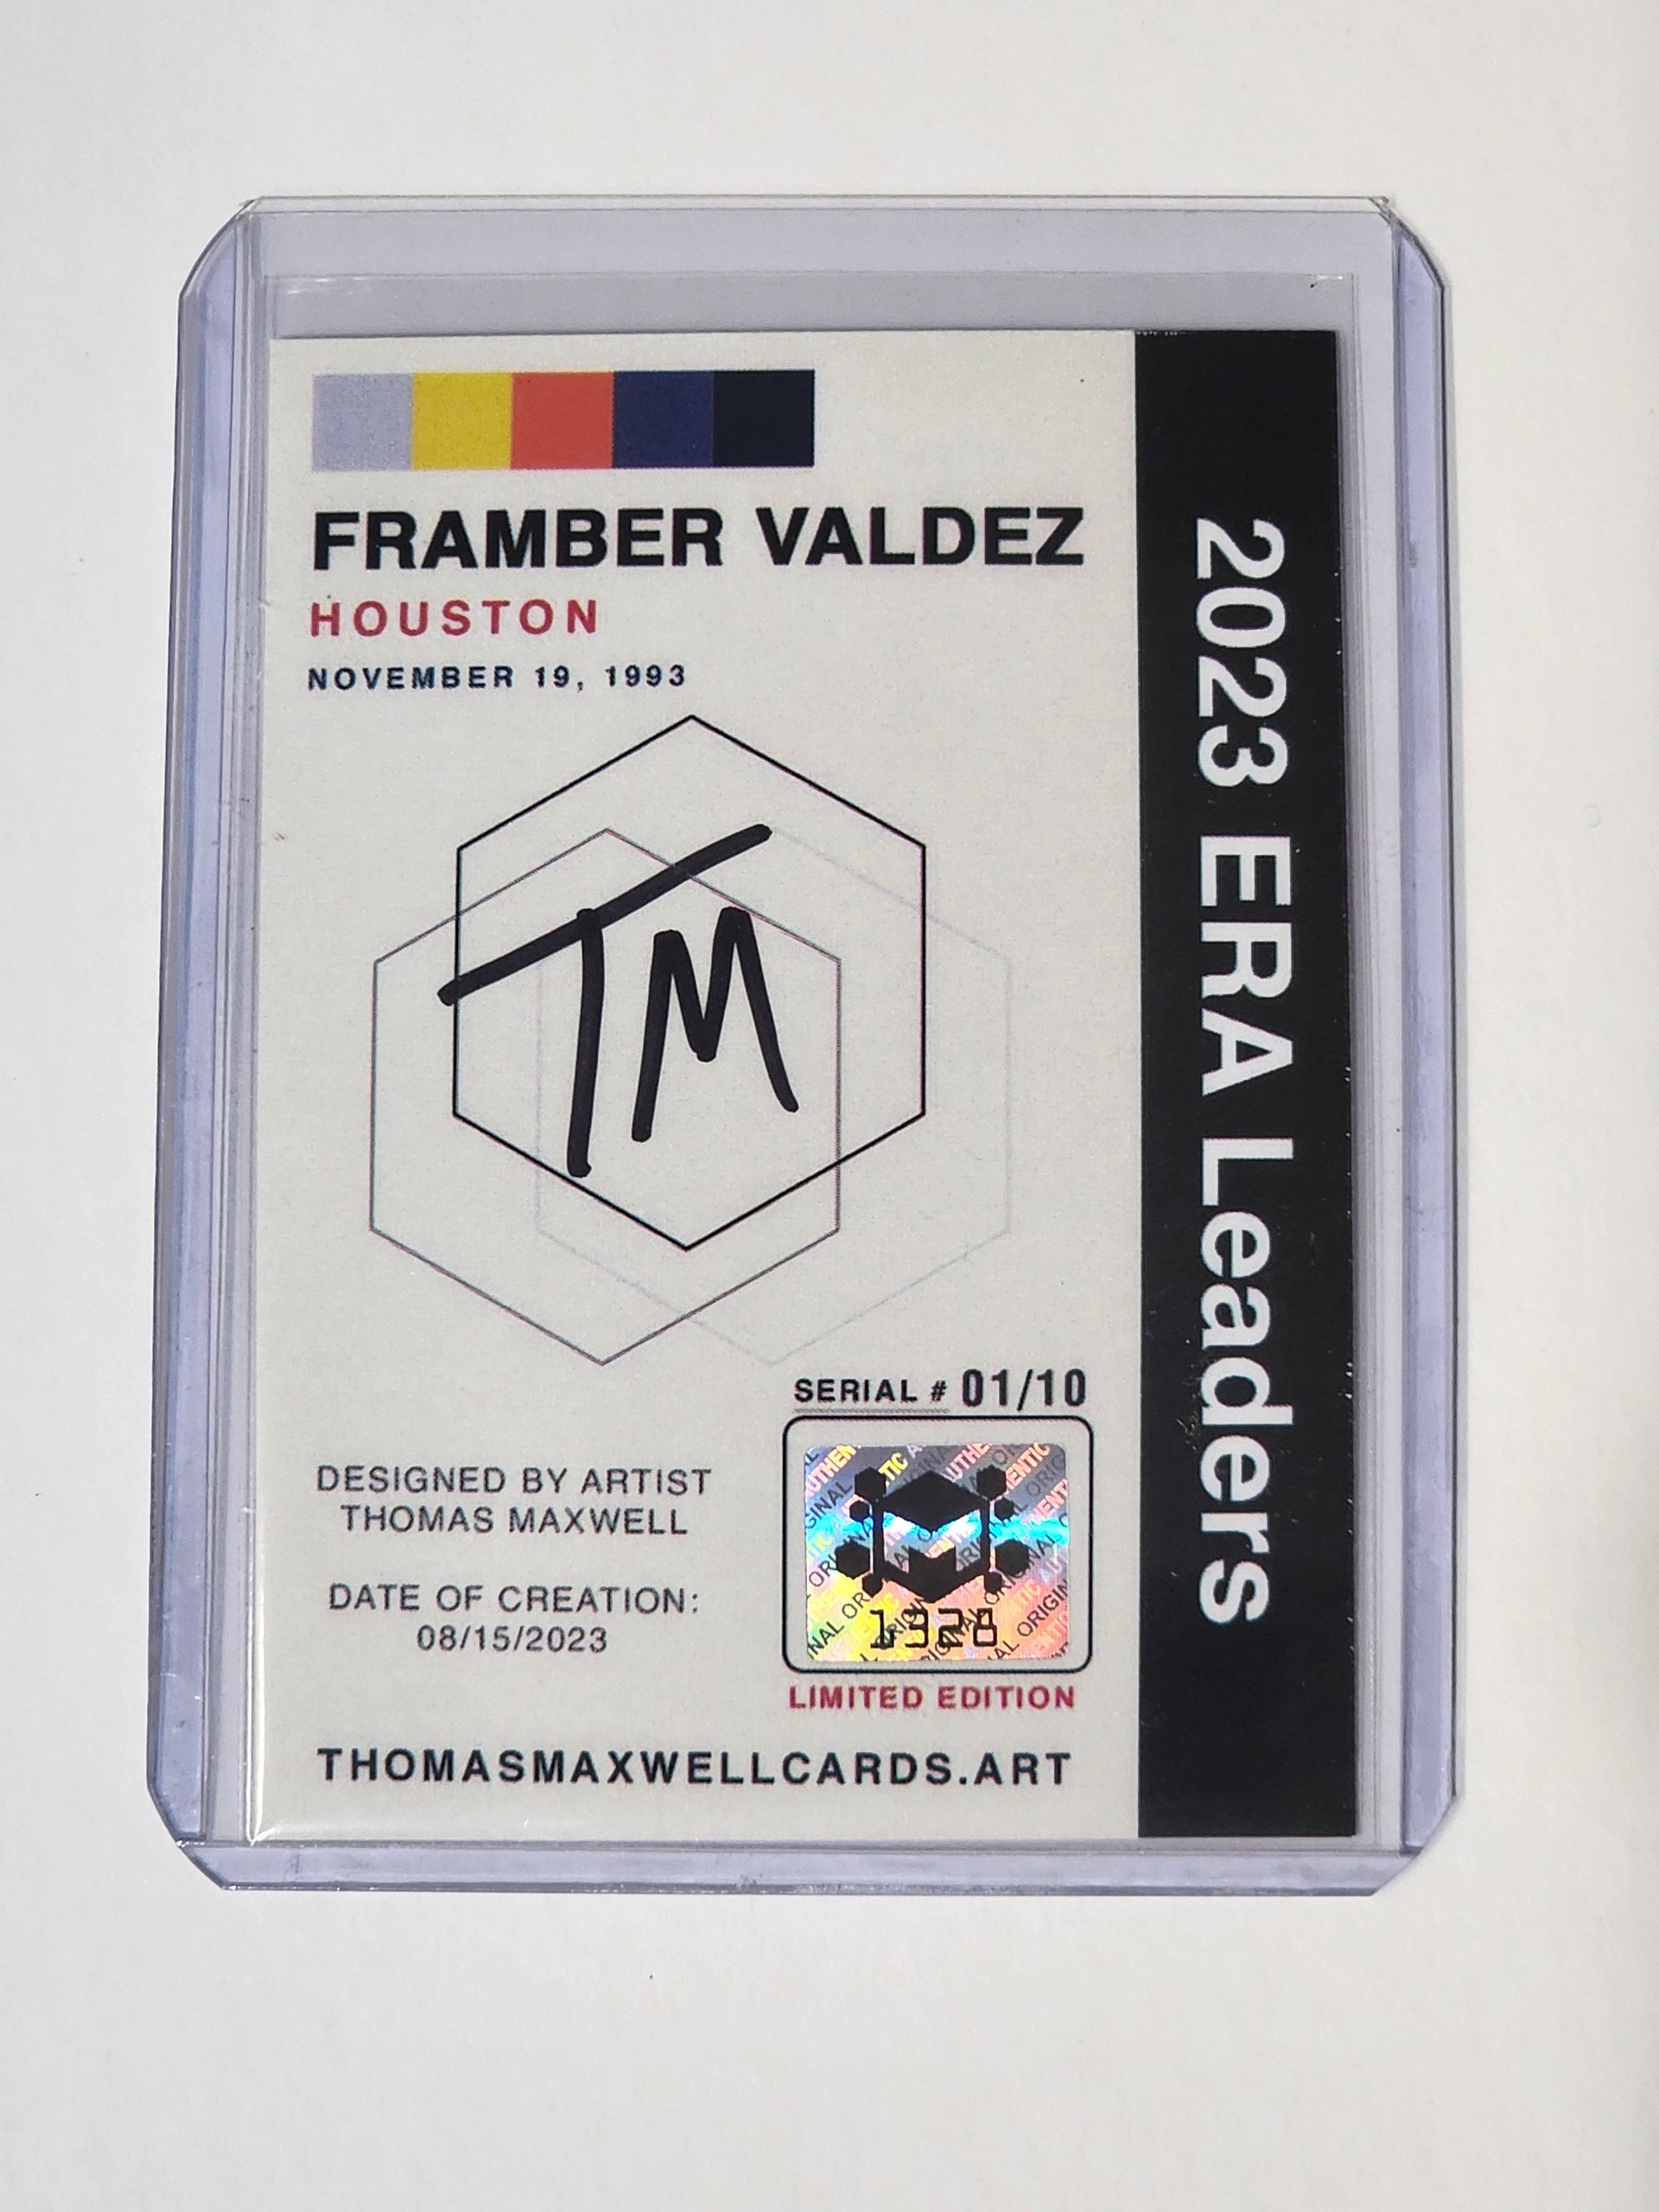 FRAMBER VALDEZ
HOUSTON
NOVEMBER 19, 1993
TM
SERIAL # 01/10
DESIGNED BY ARTIST
THOMAS MAXWELL
DATE OF CREATION:
08/15/2023
1328
LIMITED EDITION
THOMASMAXWELLCARDS.ART
2023 ERA Leaders